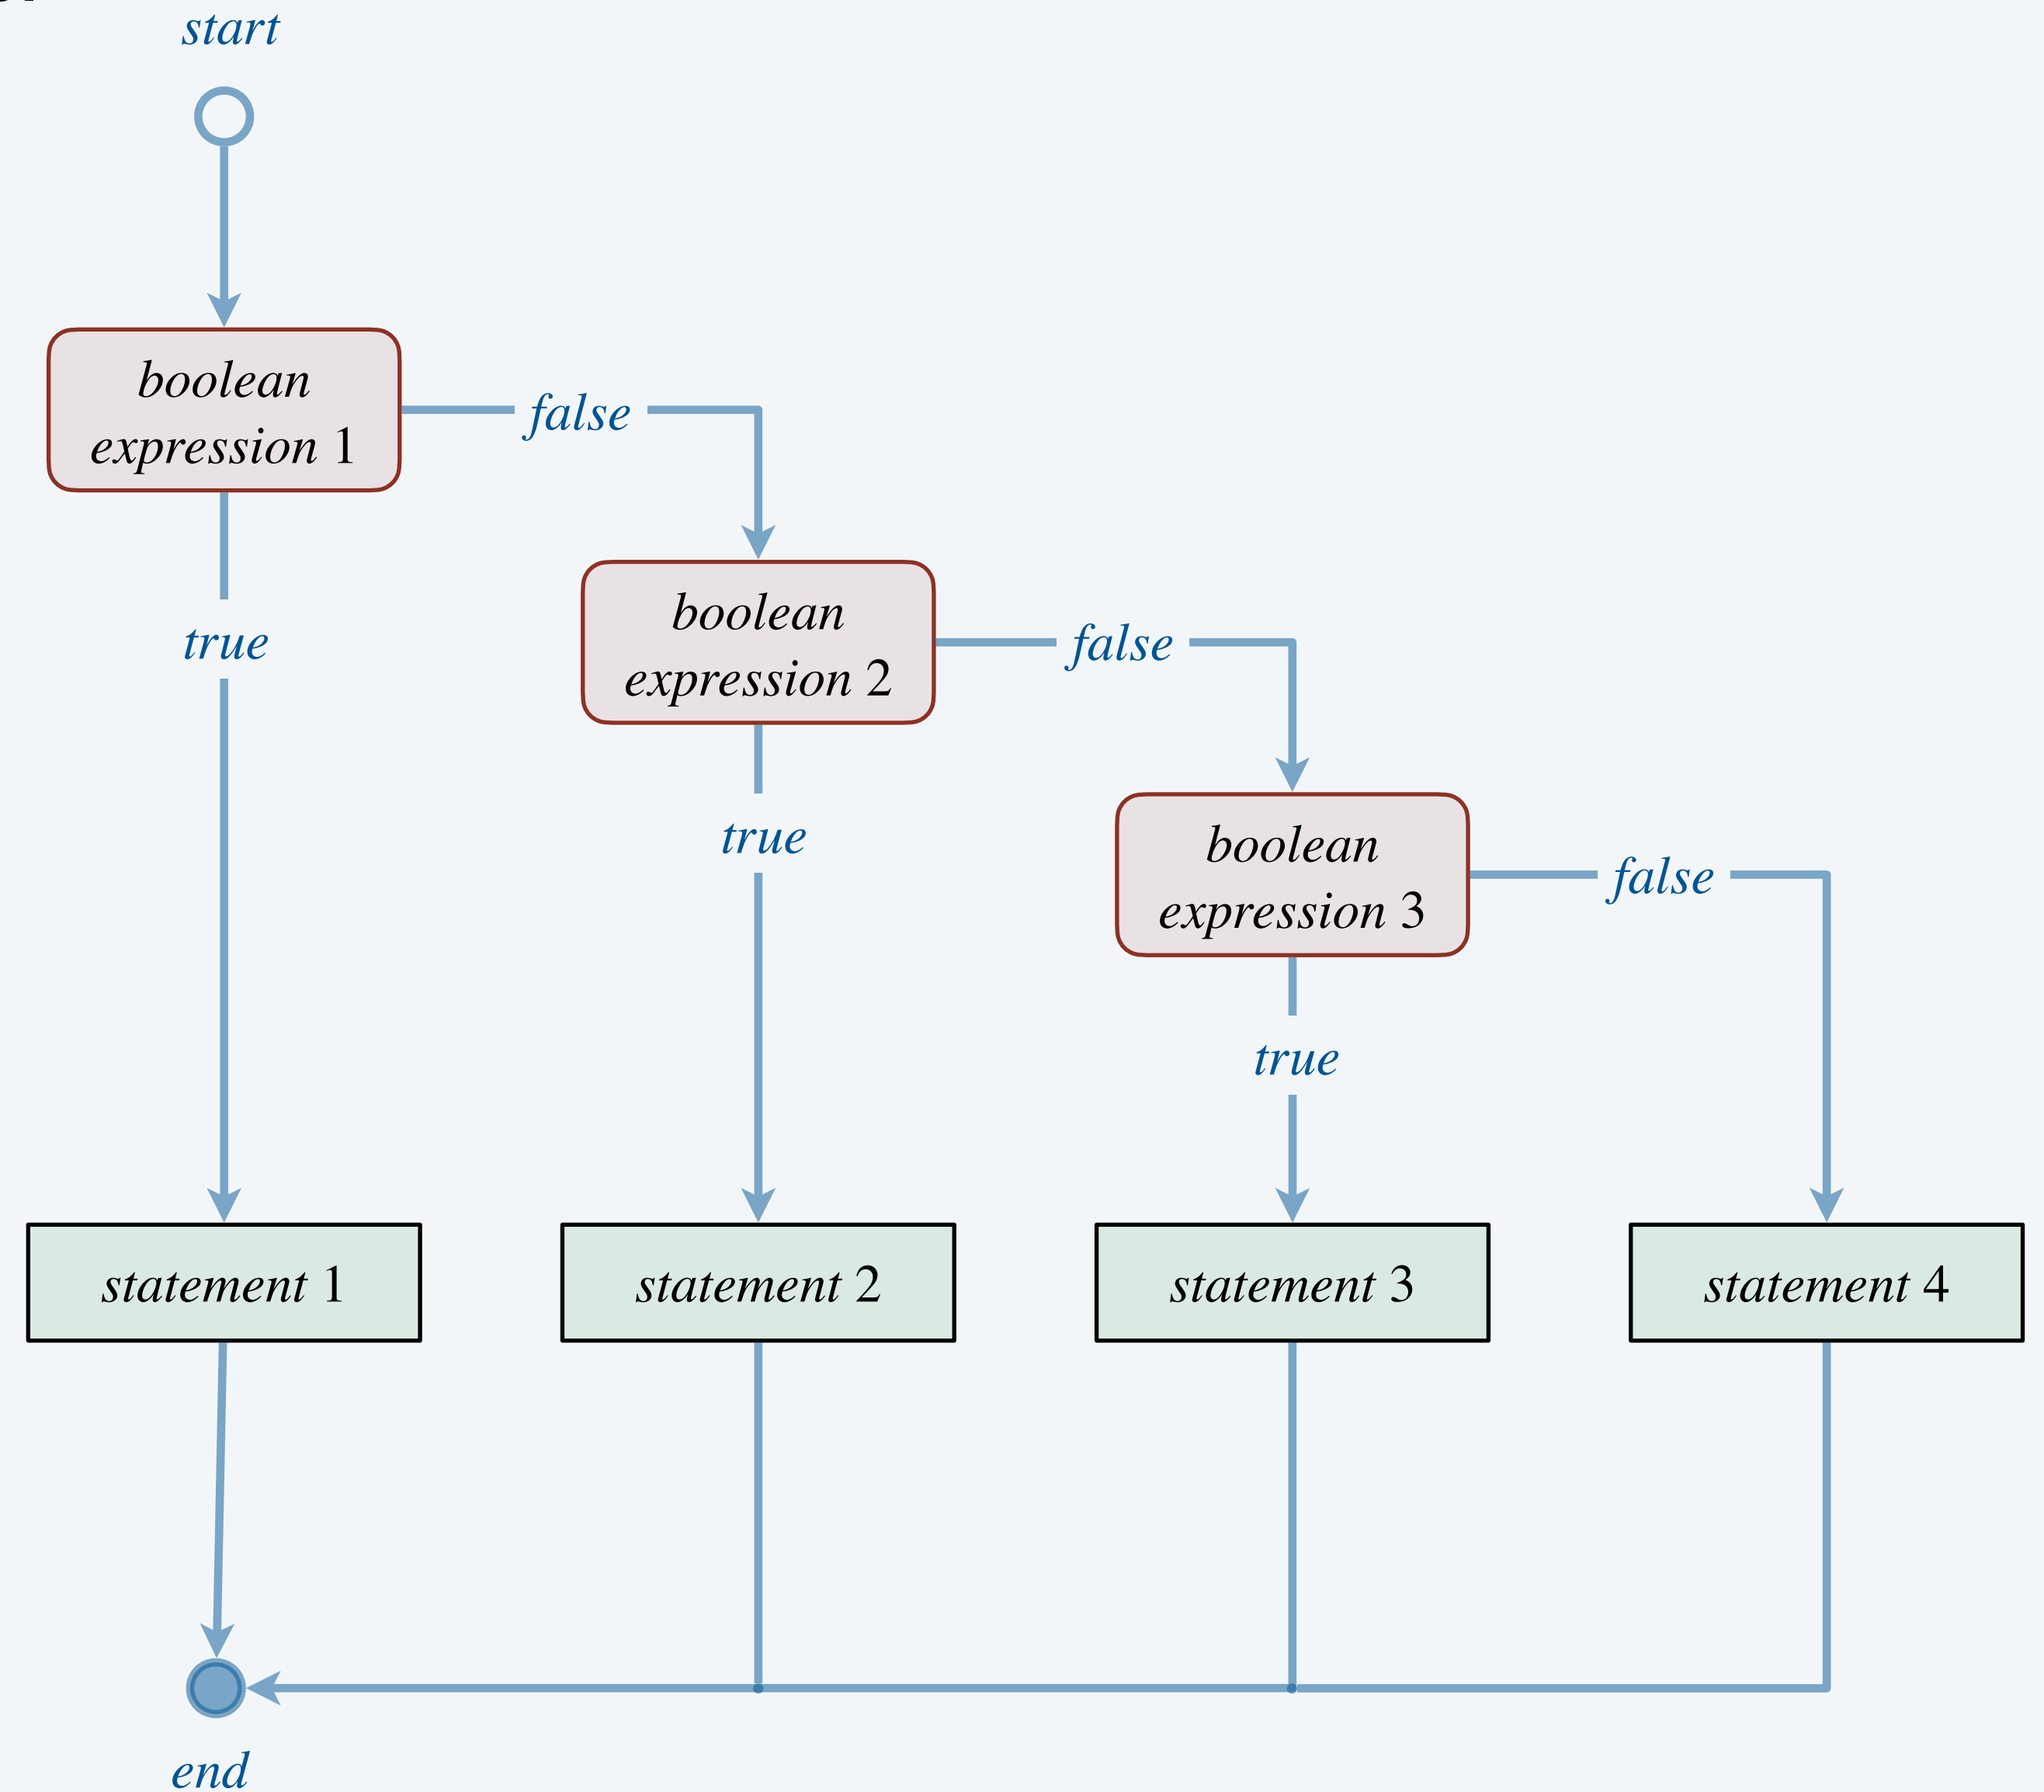 start
boolean
expression 1
false
true
boolean
expression 2
false
true
boolean
expression 3
false
true
statement 1
statement 2
statement 3
statement 4
end